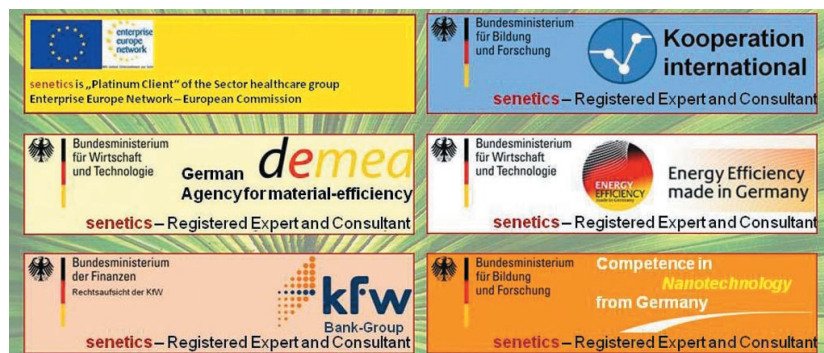 enterprise
europe
network
senetics is „Platinum Client“ of the Sector healthcare group
Enterprise Europe Network – European Commission
Bundesministerium
für Bildung
und Forschung
Kooperation
international
senetics – Registered Expert and Consultant
Bundesministerium
für Wirtschaft
und Technologie
demea
German
Agency for material-efficiency
senetics – Registered Expert and Consultant
Bundesministerium
für Wirtschaft
und Technologie
ENERGY
EFFICIENCY
made in Germany
Energy Efficiency
made in Germany
senetics – Registered Expert and Consultant
Bundesministerium
der Finanzen
Rechtsaufsicht der KfW
kfw
Bank-Group
senetics – Registered Expert and Consultant
Bundesministerium
für Bildung
und Forschung
Competence in
Nanotechnology
from Germany
senetics – Registered Expert and Consultant